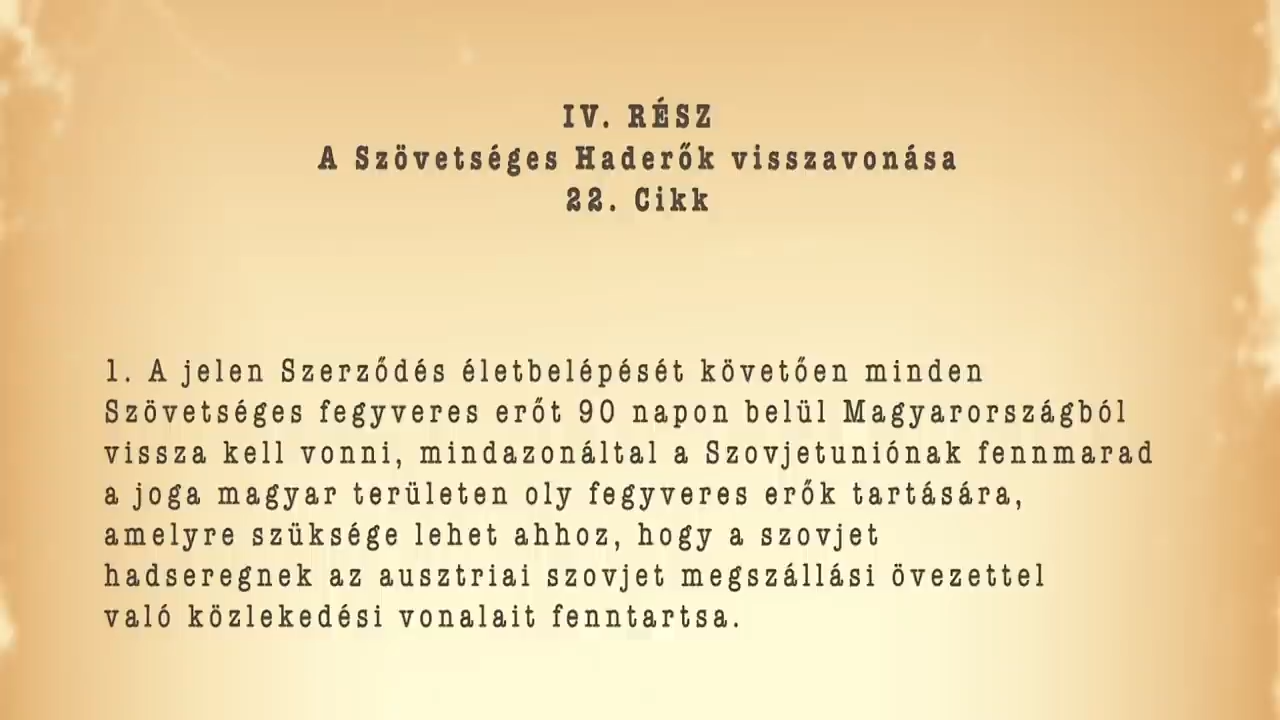 IV. RÉSZ
A Szövetséges Haderők visszavonása
22. Cikk
1. A jelen Szerződés életbelépését követően minden
Szövetséges fegyveres erőt 90 napon belül Magyarországból
vissza kell vonni, mindazonáltal a Szovjetuniónak fennmarad
a joga magyar területen oly fegyveres erők tartására,
amelyre szüksége lehet ahhoz, hogy a szovjet
hadseregnek az ausztriai szovjet megszállási övezettel
való közlekedési vonalait fenntartsa.